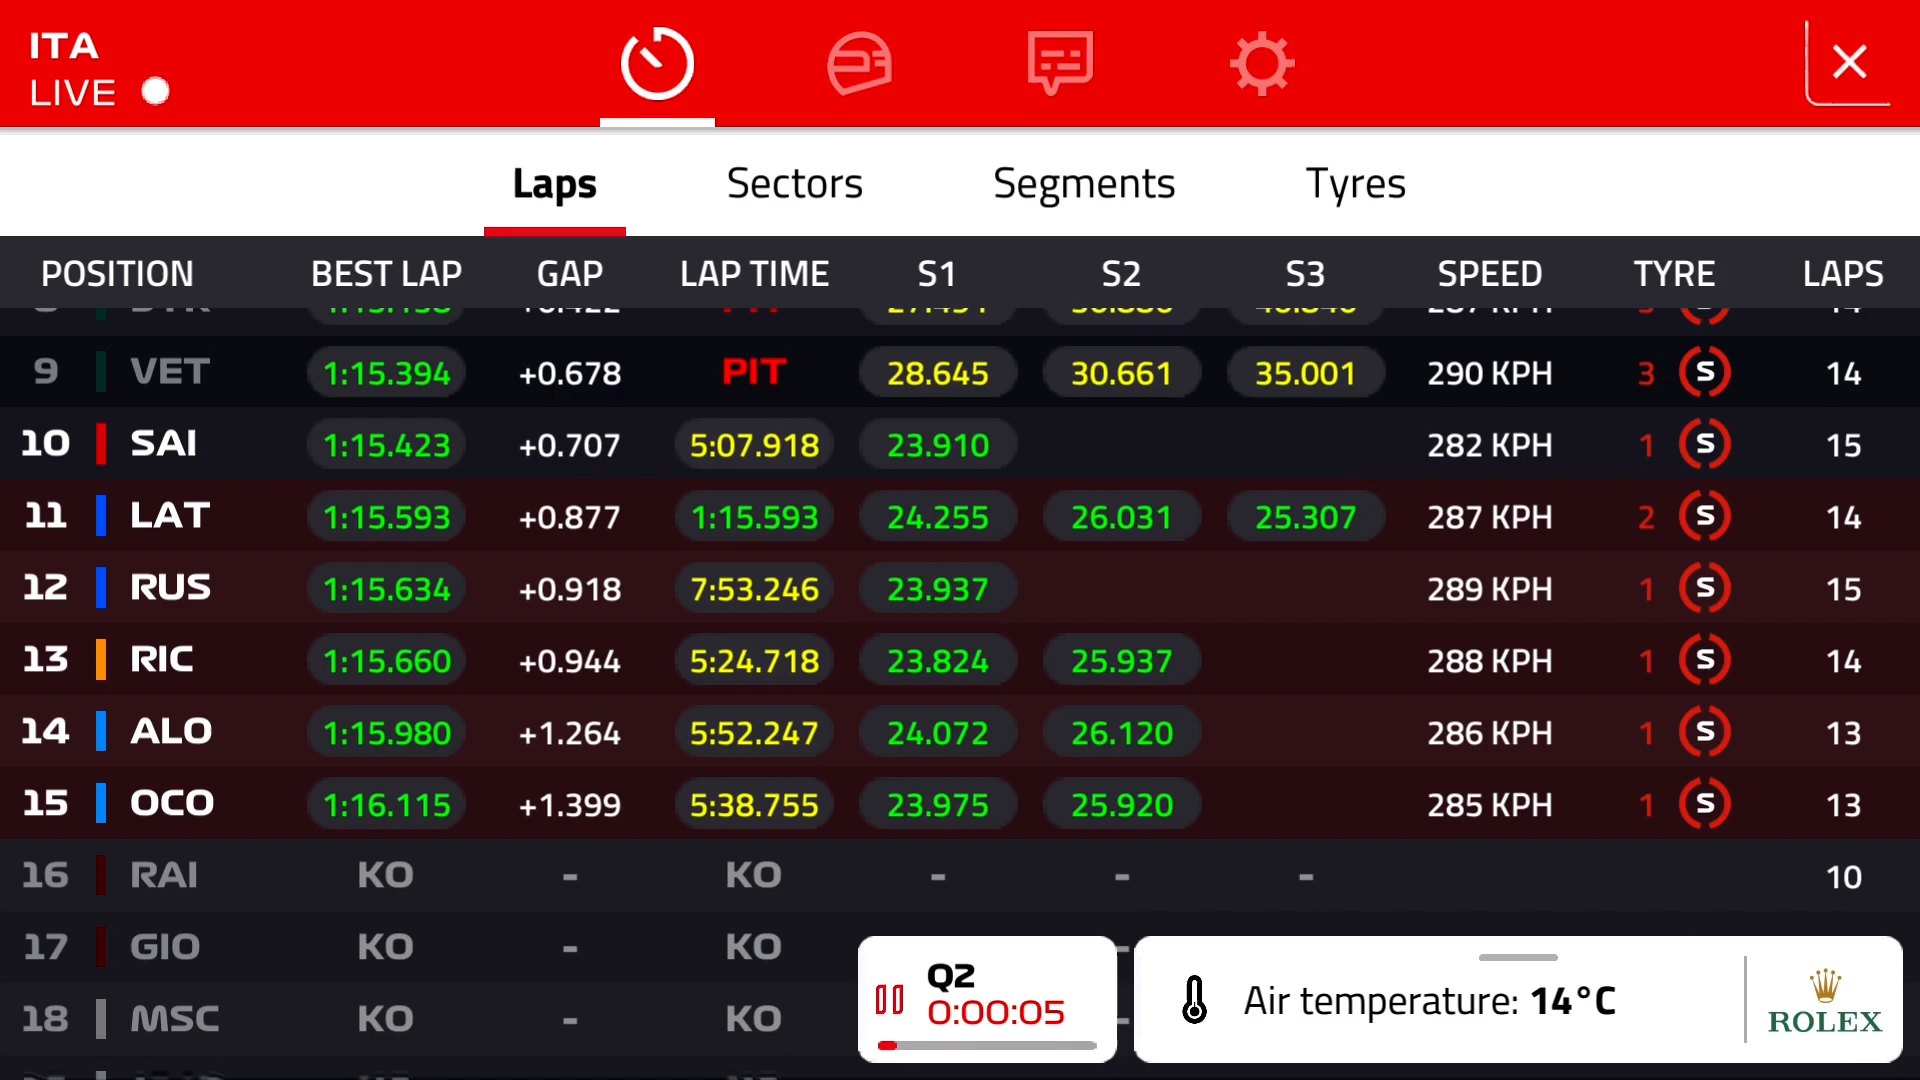 ITA
LIVE
Laps Sectors Segments Tyres
POSITION BEST LAP GAP LAP TIME S1 S2 S3 SPEED TYRE LAPS
9 VET 1:15.394 +0.678 PIT 28.645 30.661 35.001 290 KPH 3 S 14
10 SAI 1:15.423 +0.707 5:07.918 23.910 282 KPH 1 S 15
11 LAT 1:15.593 +0.877 1:15.593 24.255 26.031 25.307 287 KPH 2 S 14
12 RUS 1:15.634 +0.918 7:53.246 23.937 289 KPH 1 S 15
13 RIC 1:15.660 +0.944 5:24.718 23.824 25.937 288 KPH 1 S 14
14 ALO 1:15.980 +1.264 5:52.247 24.072 26.120 286 KPH 1 S 13
15 OCO 1:16.115 +1.399 5:38.755 23.975 25.920 285 KPH 1 S 13
16 RAI KO - KO - - - 10
17 GIO KO - KO -
18 MSC KO - KO -
Q2
0:00:05
Air temperature: 14°C
ROLEX